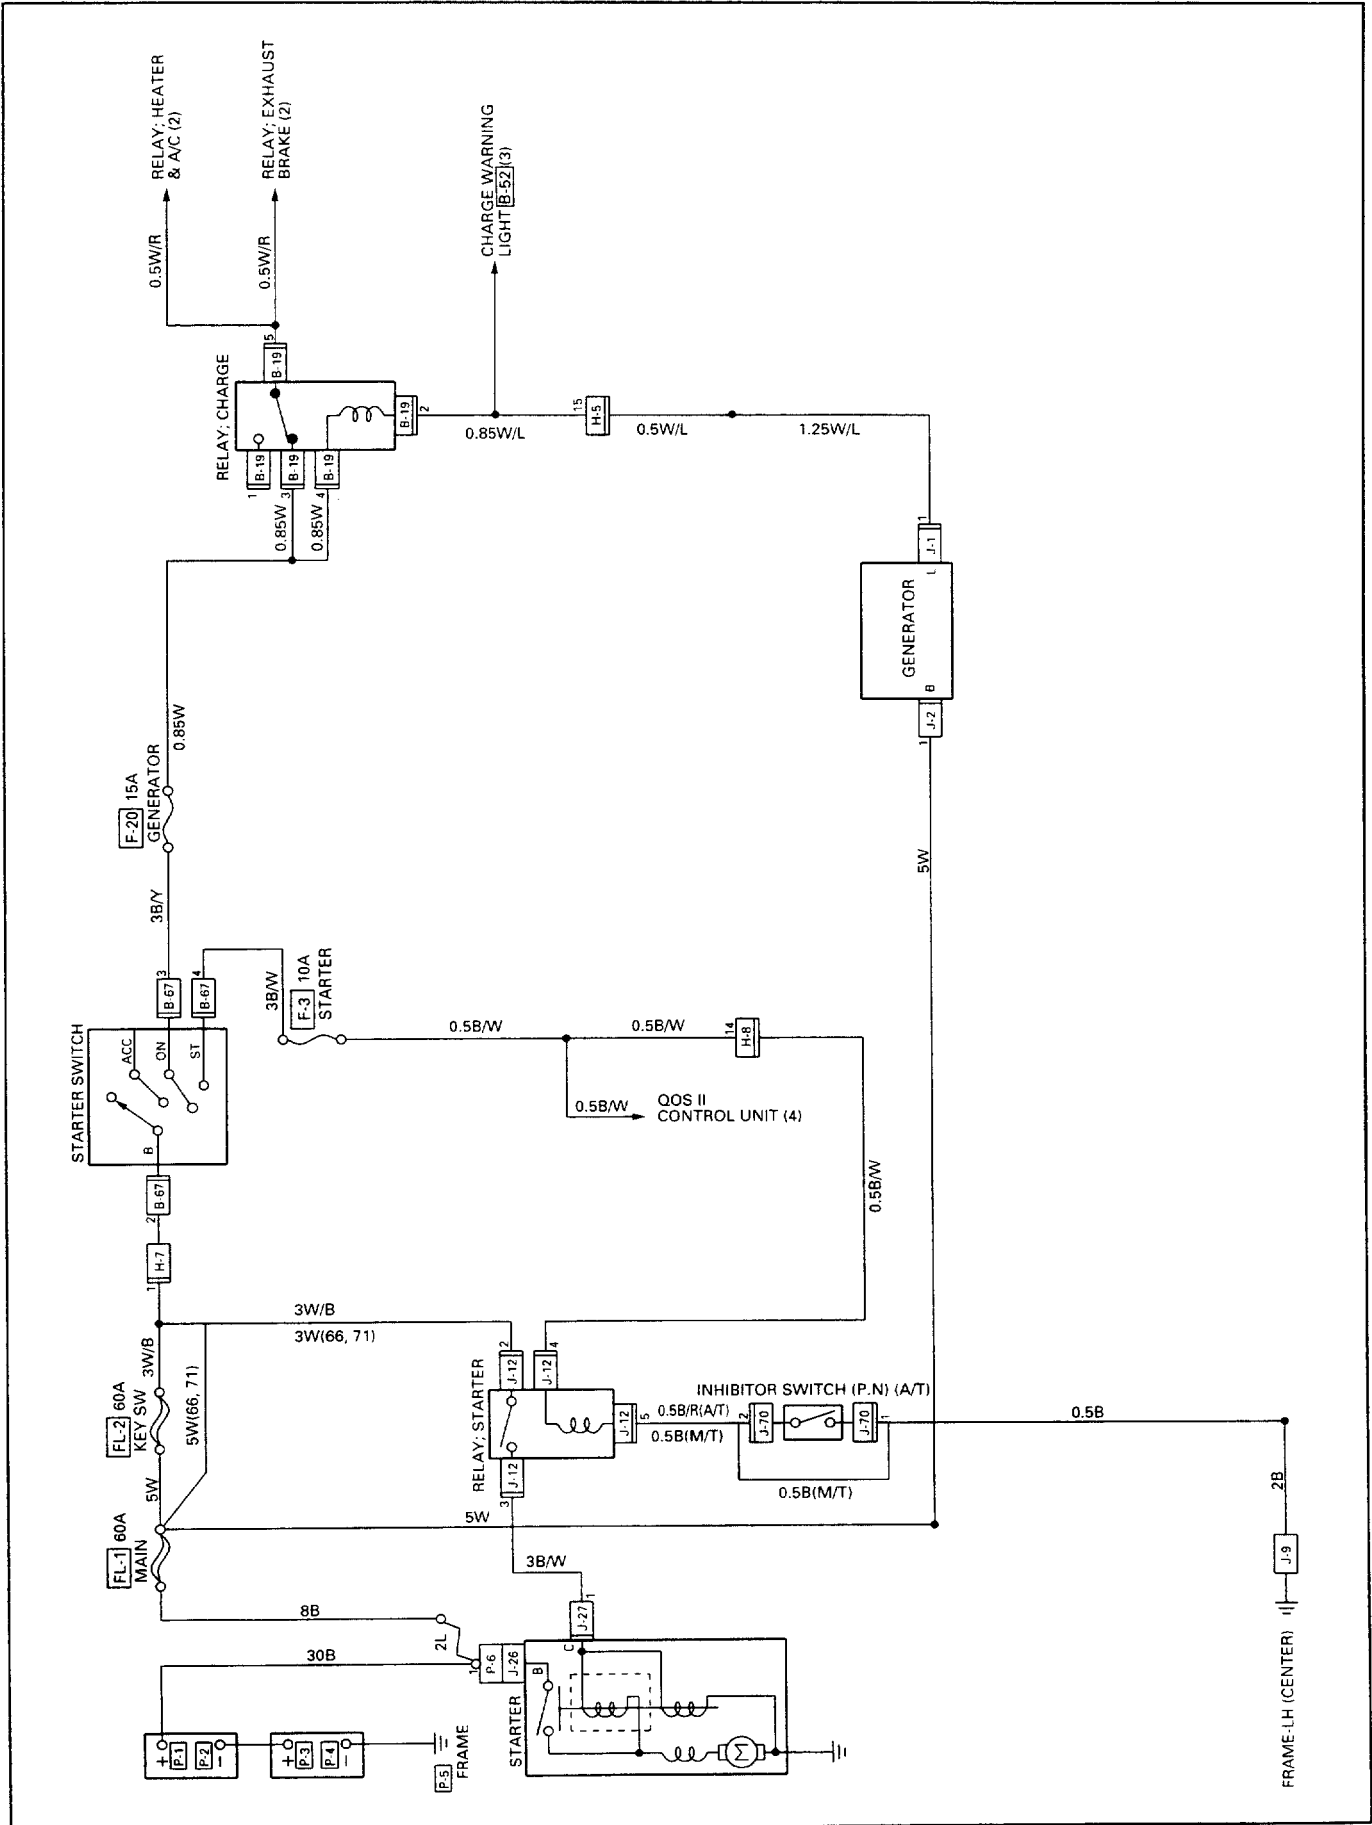 RELAY; HEATER
& A/C (2)
RELAY; EXHAUST
BRAKE (2)
0.5W/R
0.5W/R
CHARGE WARNING
LIGHT B-52 (3)
RELAY; CHARGE
5
B-19
B-19
2
1
B-19
3
B-19
4
B-19
0.85W
0.85W
0.85W/L
15
H-5
0.5W/L
1.25W/L
1
J-1
L
GENERATOR
B
J-2
1
5W
0.85W
F-20 15A
GENERATOR
3B/Y
3
B-67
4
B-67
STARTER SWITCH
ACC
ON
ST
B
B-67
2
H-7
1
3B/W
F-3 10A
STARTER
0.5B/W
0.5B/W
14
H-8
0.5B/W
QOS II
CONTROL UNIT (4)
0.5B/W
3W/B
3W(66, 71)
3W/B
5W(66, 71)
FL-2 60A
KEY SW
5W
FL-1 60A
MAIN
RELAY; STARTER
2
J-12
4
J-12
J-12
5
J-12
3
INHIBITOR SWITCH (P.N) (A/T)
0.5B/R(A/T)
0.5B(M/T)
2
J-70
J-70
1
0.5B(M/T)
0.5B
2B
J-9
FRAME-LH (CENTER)
5W
3B/W
J-27
1
8B
2L
30B
1
P-6
J-26
STARTER
B
C
M
+
P-1
P-2
–
+
P-3
P-4
–
P-5
FRAME